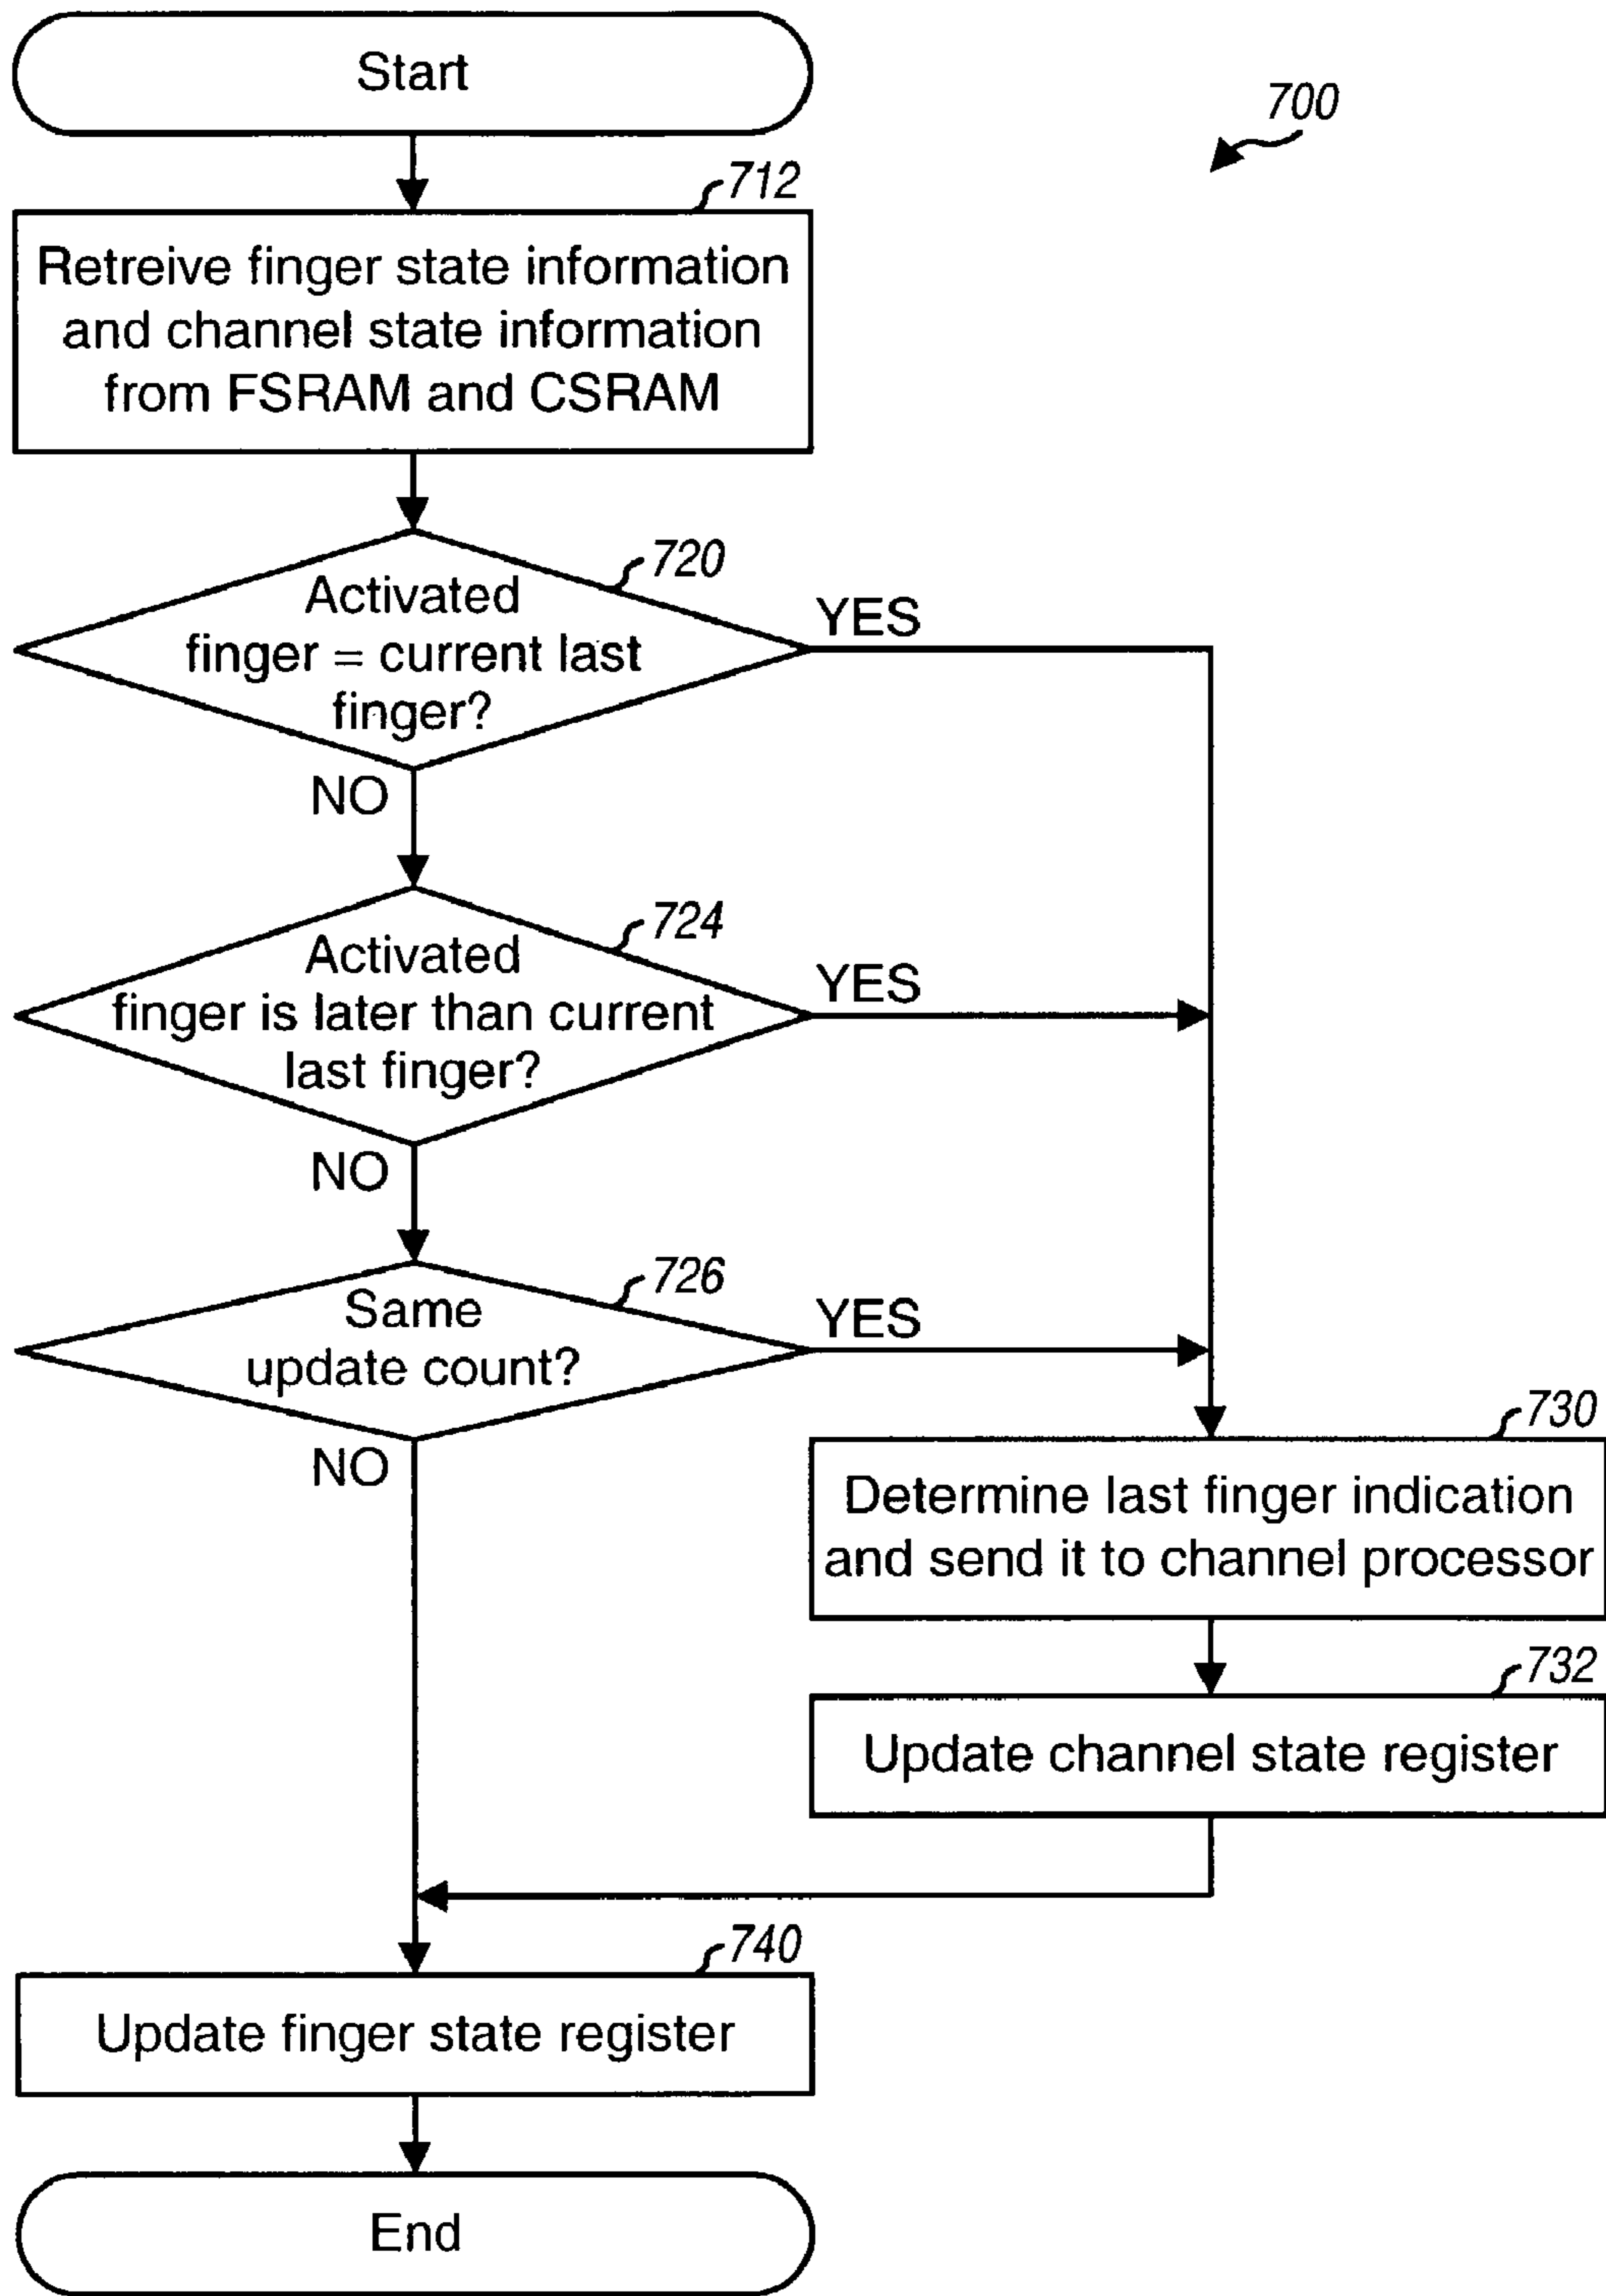 Start
700
712
Retreive finger state information
and channel state information
from FSRAM and CSRAM
720
Activated
finger = current last
finger?
YES
NO
724
Activated
finger is later than current
last finger?
YES
NO
726
Same
update count?
YES
NO
730
Determine last finger indication
and send it to channel processor
732
Update channel state register
740
Update finger state register
End